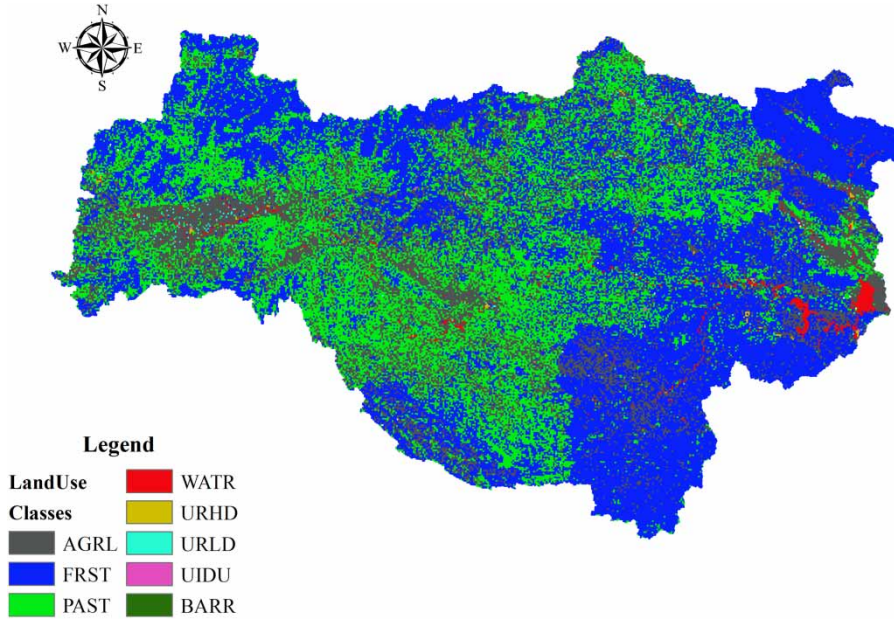 N
W E
S
Legend
LandUse
Classes
AGRL
FRST
PAST
WATR
URHD
URLD
UIDU
BARR